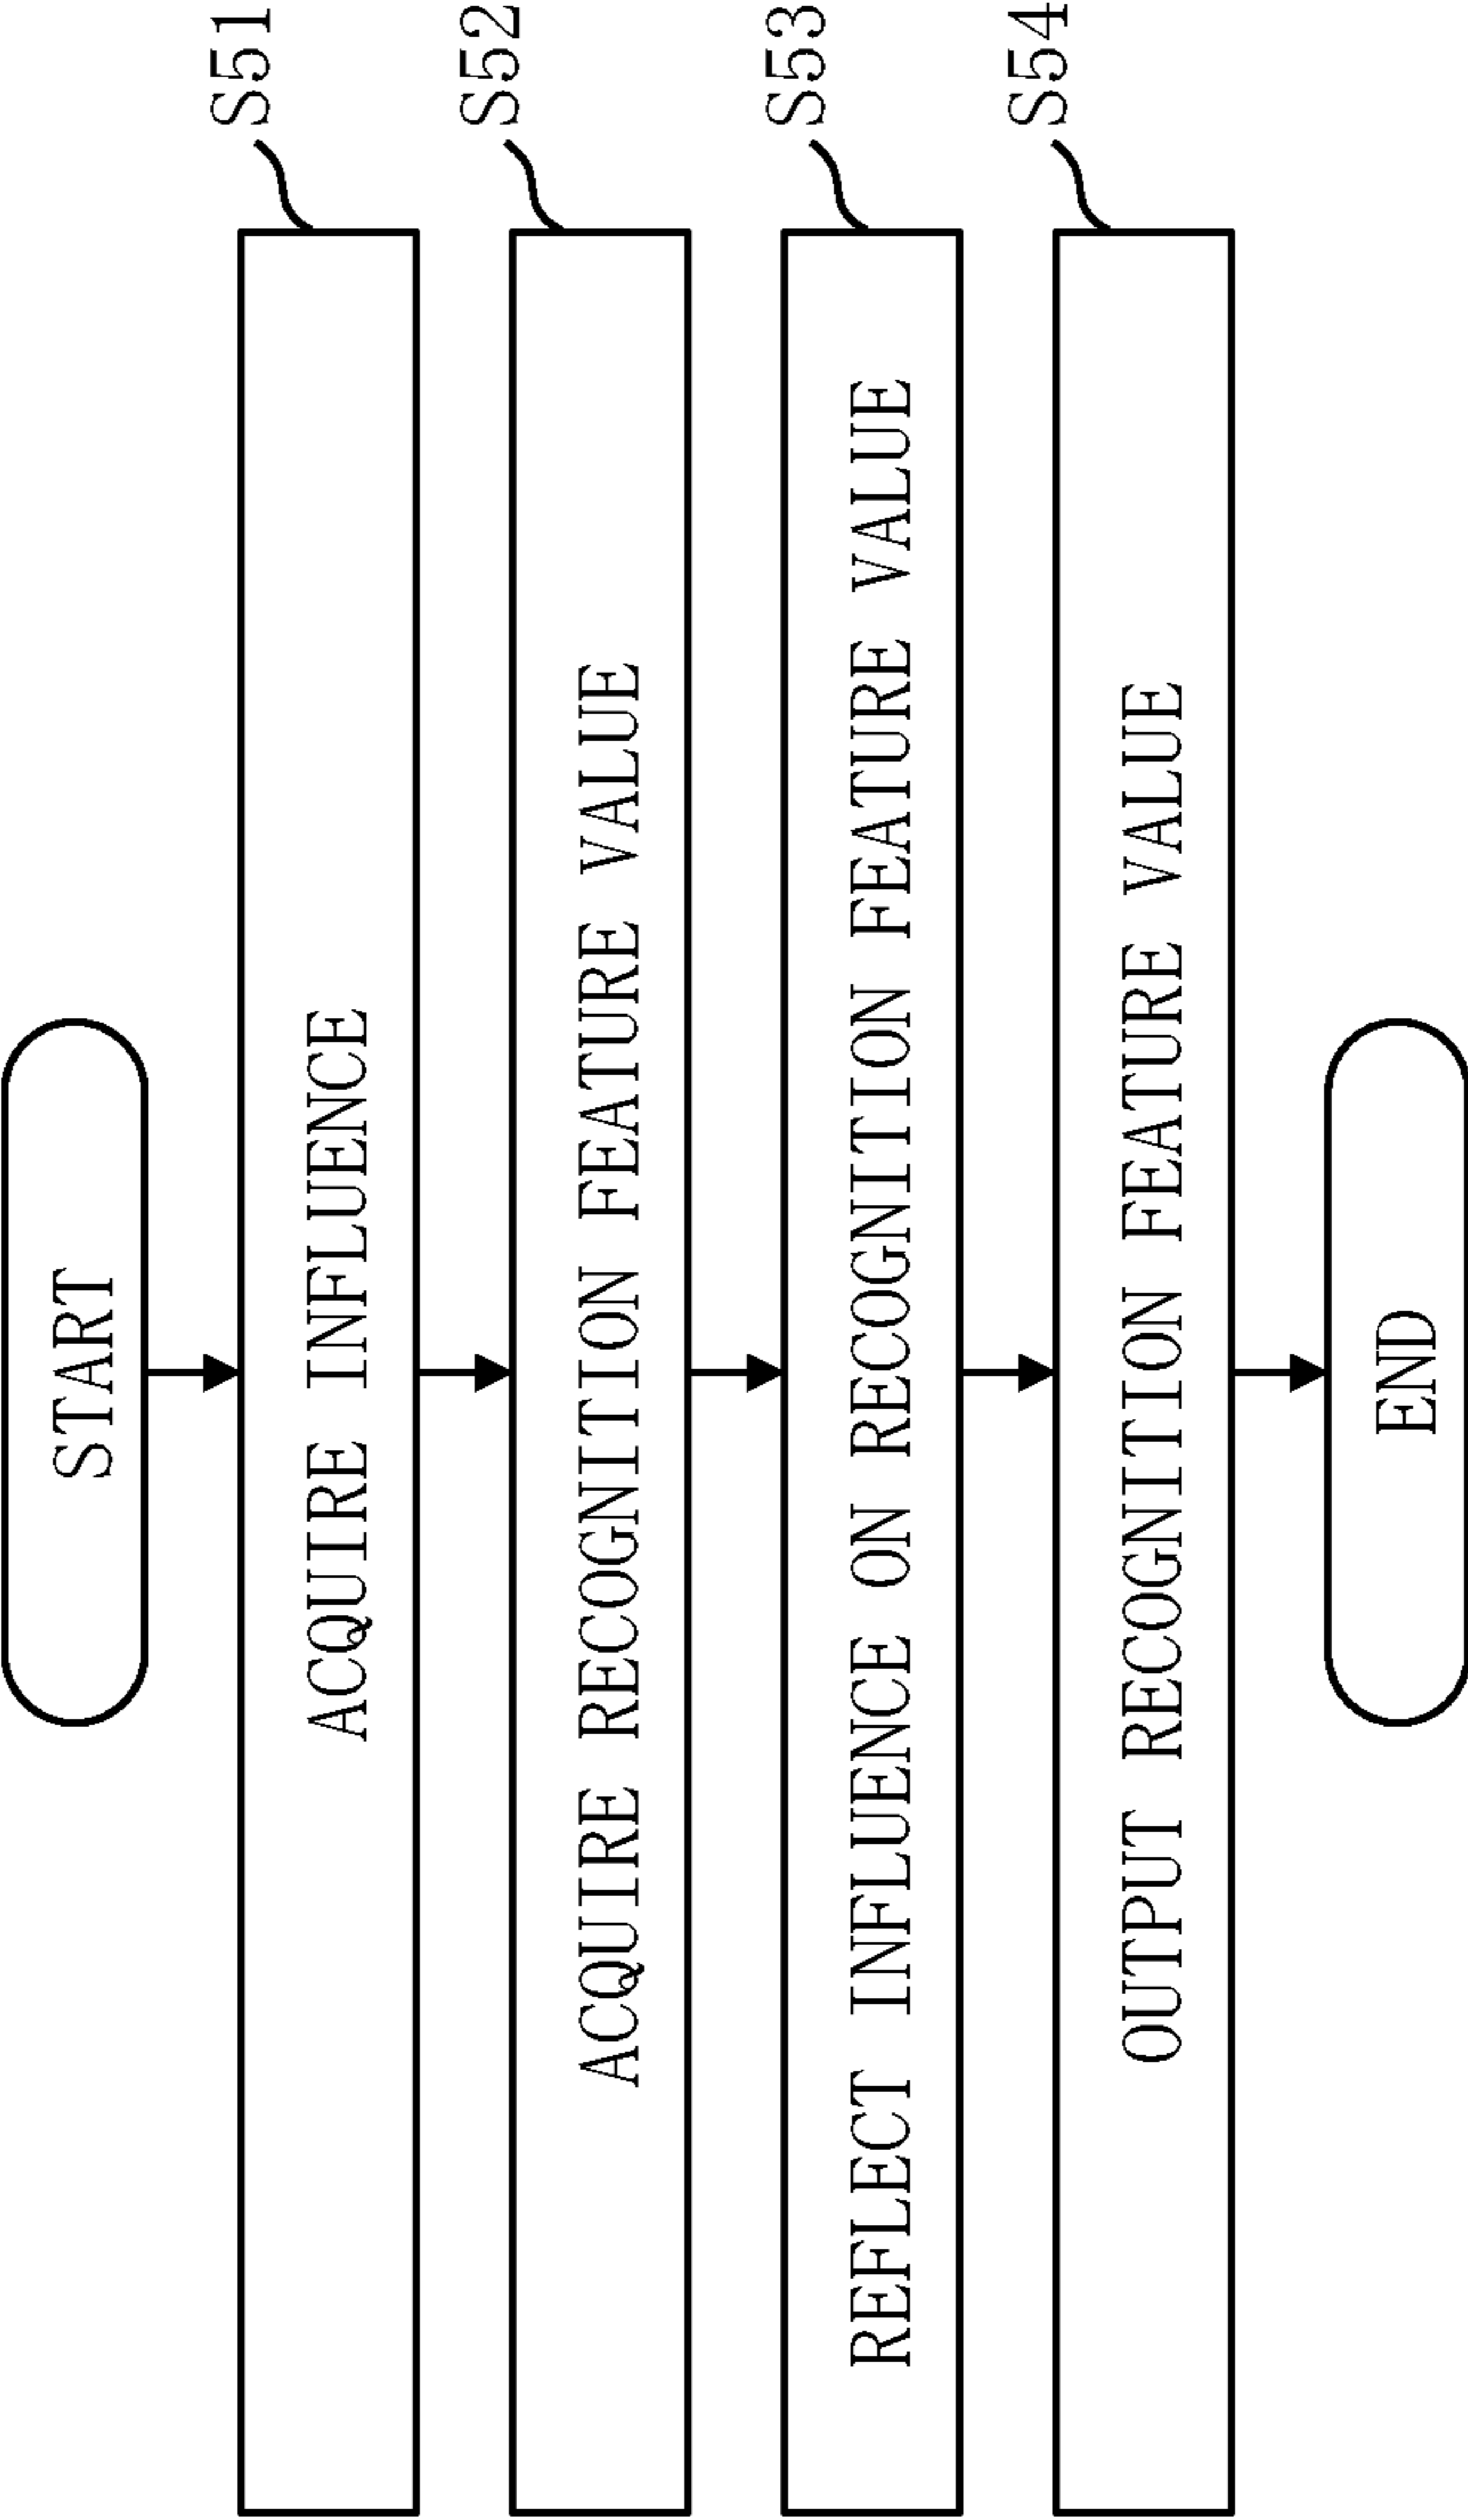 START
S51
ACQUIRE INFLUENCE
S52
ACQUIRE RECOGNITION FEATURE VALUE
S53
REFLECT INFLUENCE ON RECOGNITION FEATURE VALUE
S54
OUTPUT RECOGNITION FEATURE VALUE
END